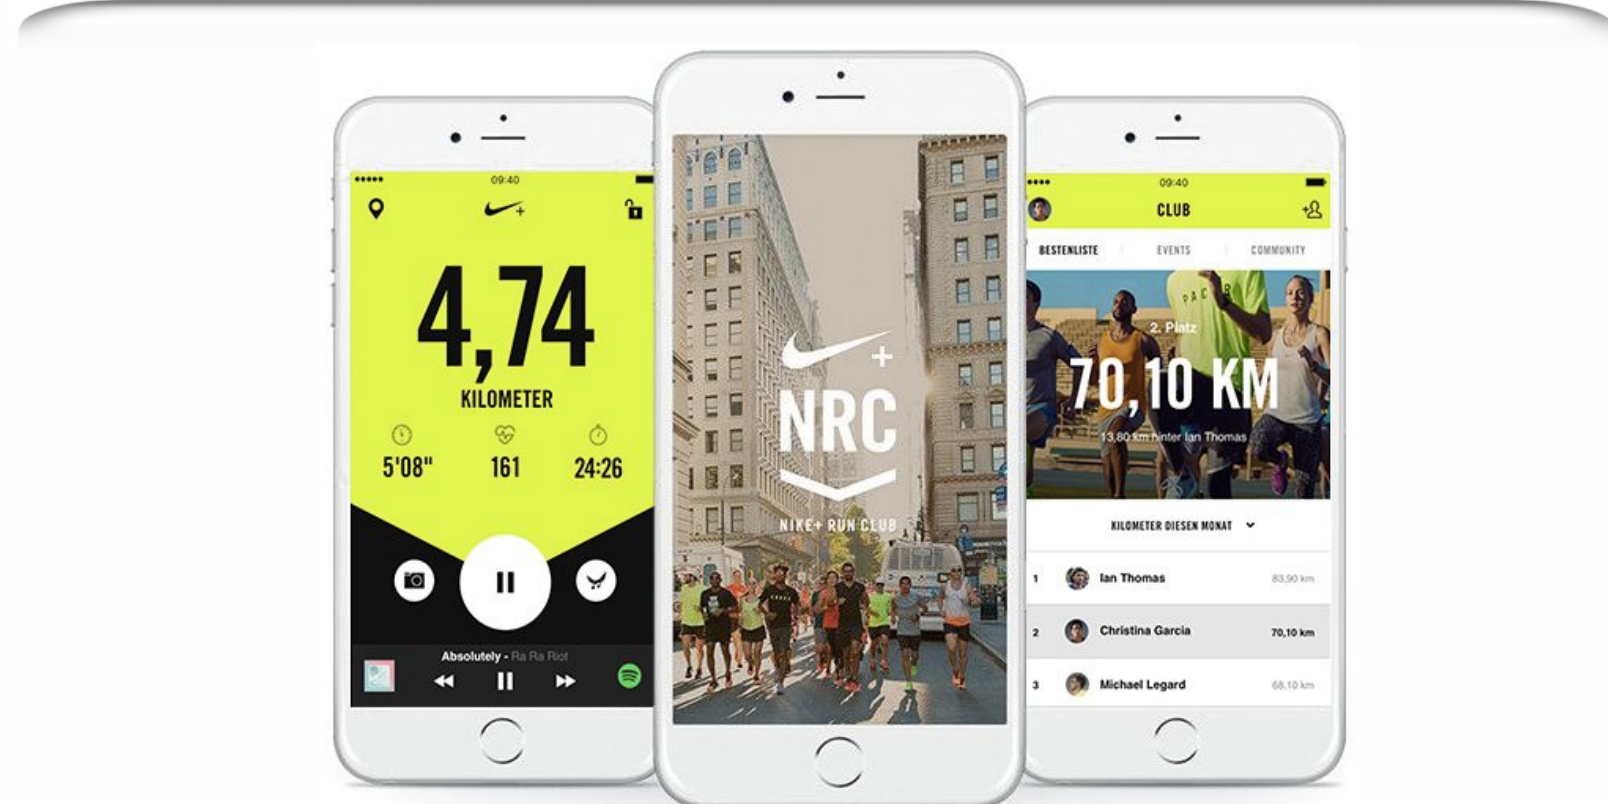 09:40
4,74
KILOMETER
5'08" 161 24:26
Absolutely - Ra Ra Riot
+
NRC
NIKE+ RUN CLUB
09:40
CLUB
BESTENLISTE EVENTS COMMUNITY
PACER
2. Platz
70,10 KM
13,80 km hinter Ian Thomas
KILOMETER DIESEN MONAT
1 Ian Thomas 83,90 km
2 Christina Garcia 70,10 km
3 Michael Legard 68,10 km